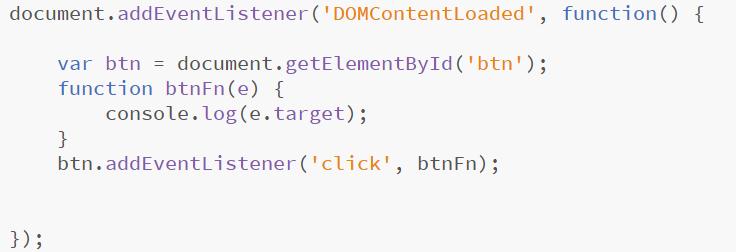 document.addEventListener('DOMContentLoaded', function() {
    var btn = document.getElementById('btn');
    function btnFn(e) {
        console.log(e.target);
    }
    btn.addEventListener('click', btnFn);
});